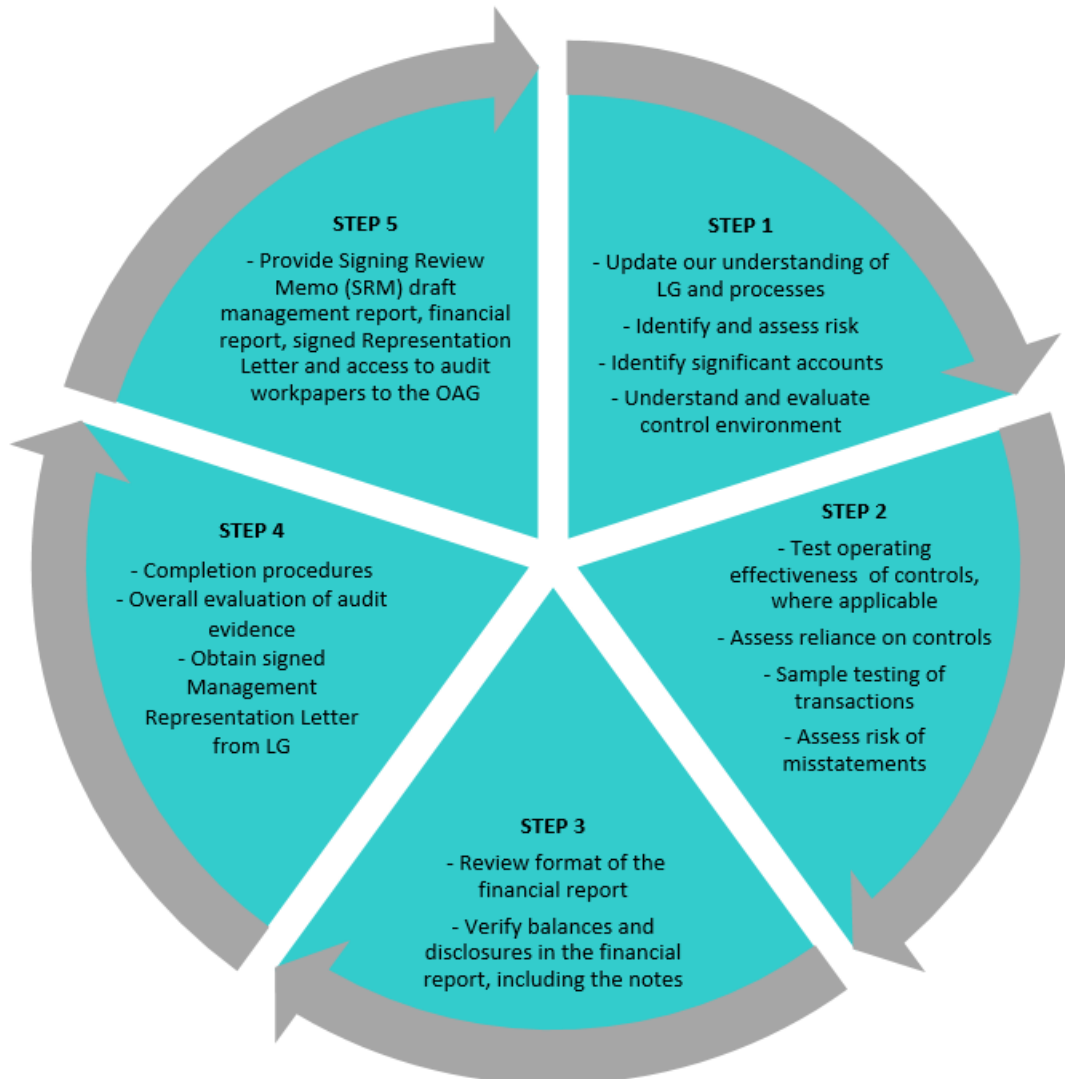 STEP 1
- Update our understanding of
LG and processes
- Identify and assess risk
- Identify significant accounts
- Understand and evaluate
control environment
STEP 2
- Test operating
effectiveness of controls,
where applicable
- Assess reliance on controls
- Sample testing of
transactions
- Assess risk of
misstatements
STEP 3
- Review format of the
financial report
- Verify balances and
disclosures in the financial
report, including the notes
STEP 4
- Completion procedures
- Overall evaluation of audit
evidence
- Obtain signed
Management
Representation Letter
from LG
STEP 5
- Provide Signing Review
Memo (SRM) draft
management report, financial
report, signed Representation
Letter and access to audit
workpapers to the OAG